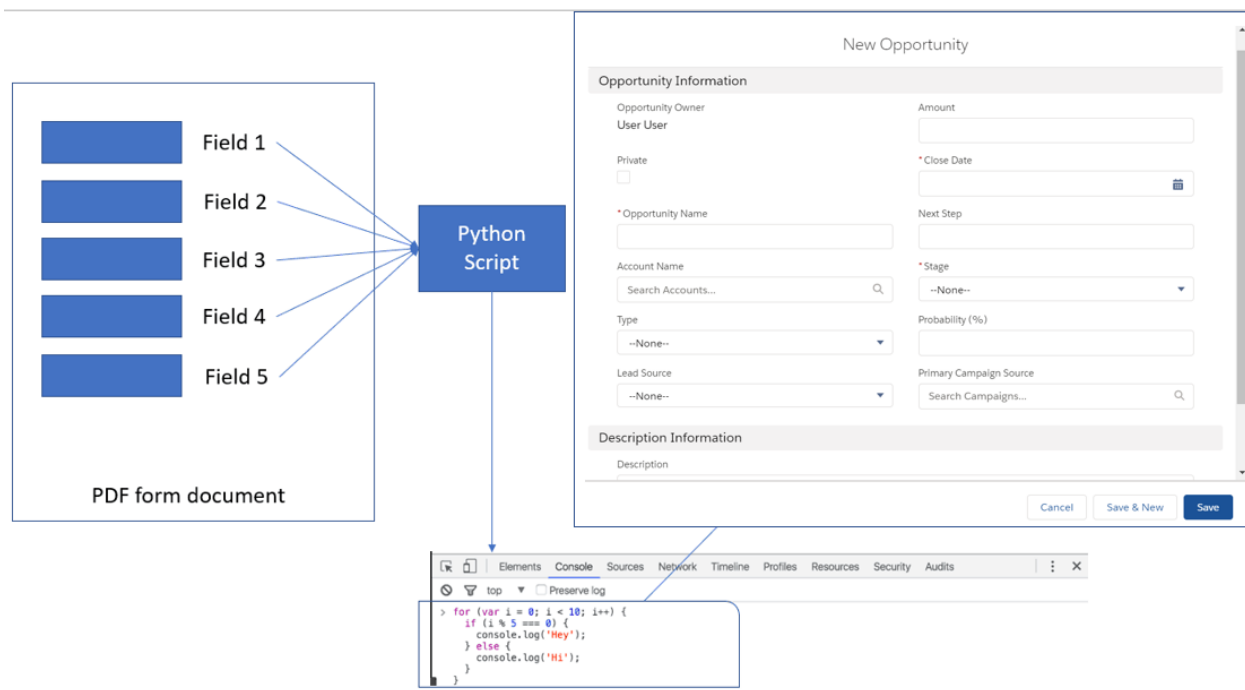 Field 1
Field 2
Field 3
Field 4
Field 5
PDF form document
Python
Script
New Opportunity
Opportunity Information
Opportunity Owner
User User
Amount
Private
* Close Date
* Opportunity Name
Next Step
Account Name
Search Accounts...
* Stage
--None--
Type
--None--
Probability (%)
Lead Source
--None--
Primary Campaign Source
Search Campaigns...
Description Information
Description
Cancel Save & New Save
Elements Console Sources Network Timeline Profiles Resources Security Audits
top Preserve log
> for (var i = 0; i < 10; i++) {
if (i % 5 === 0) {
console.log('Hey');
} else {
console.log('Hi');
}
}